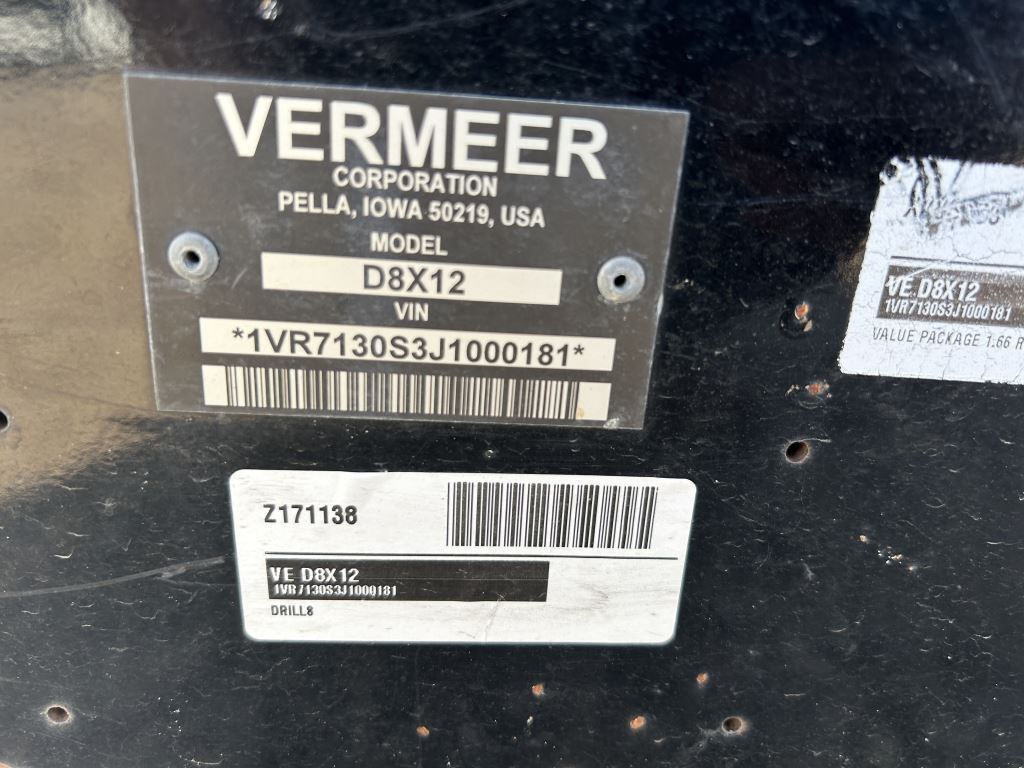 VERMEER
CORPORATION
PELLA, IOWA 50219, USA
MODEL
D8X12
VIN
*1VR7130S3J1000181*
Z171138
VE D8X12
1VR7130S3J1000181
DRILL8
VE D8X12
1VR7130S3J1000181
VALUE PACKAGE 1.66 R